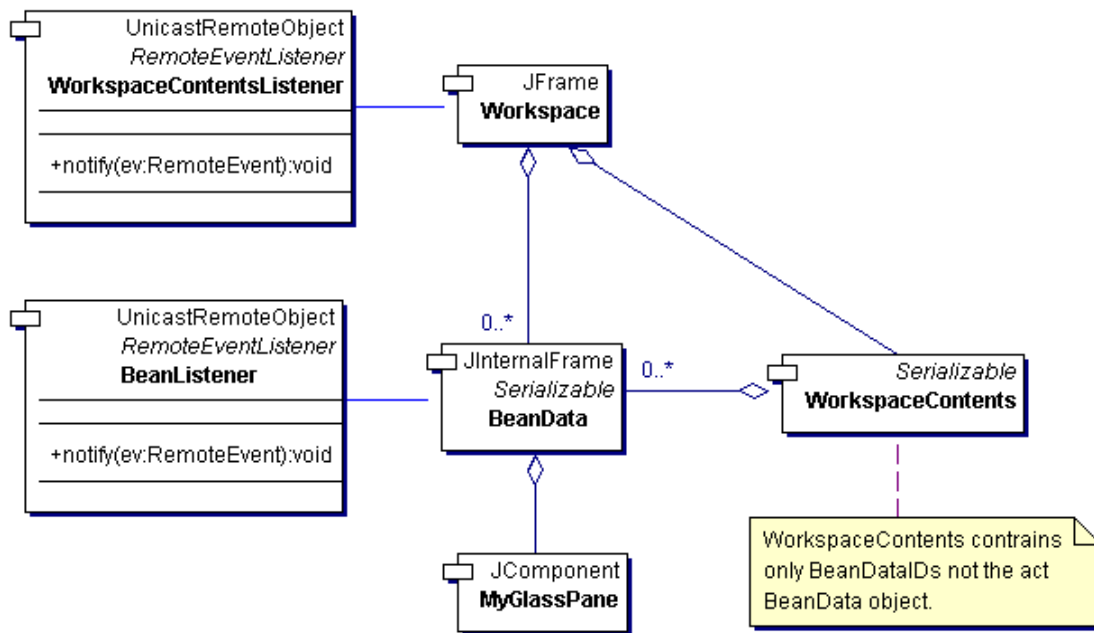 UnicastRemoteObject
RemoteEventListener
WorkspaceContentsListener
+notify(ev:RemoteEvent):void
JFrame
Workspace
UnicastRemoteObject
RemoteEventListener
BeanListener
+notify(ev:RemoteEvent):void
0..*
JInternalFrame
Serializable
BeanData
0..*
Serializable
WorkspaceContents
JComponent
MyGlassPane
WorkspaceContents contrains
only BeanDataIDs not the act
BeanData object.